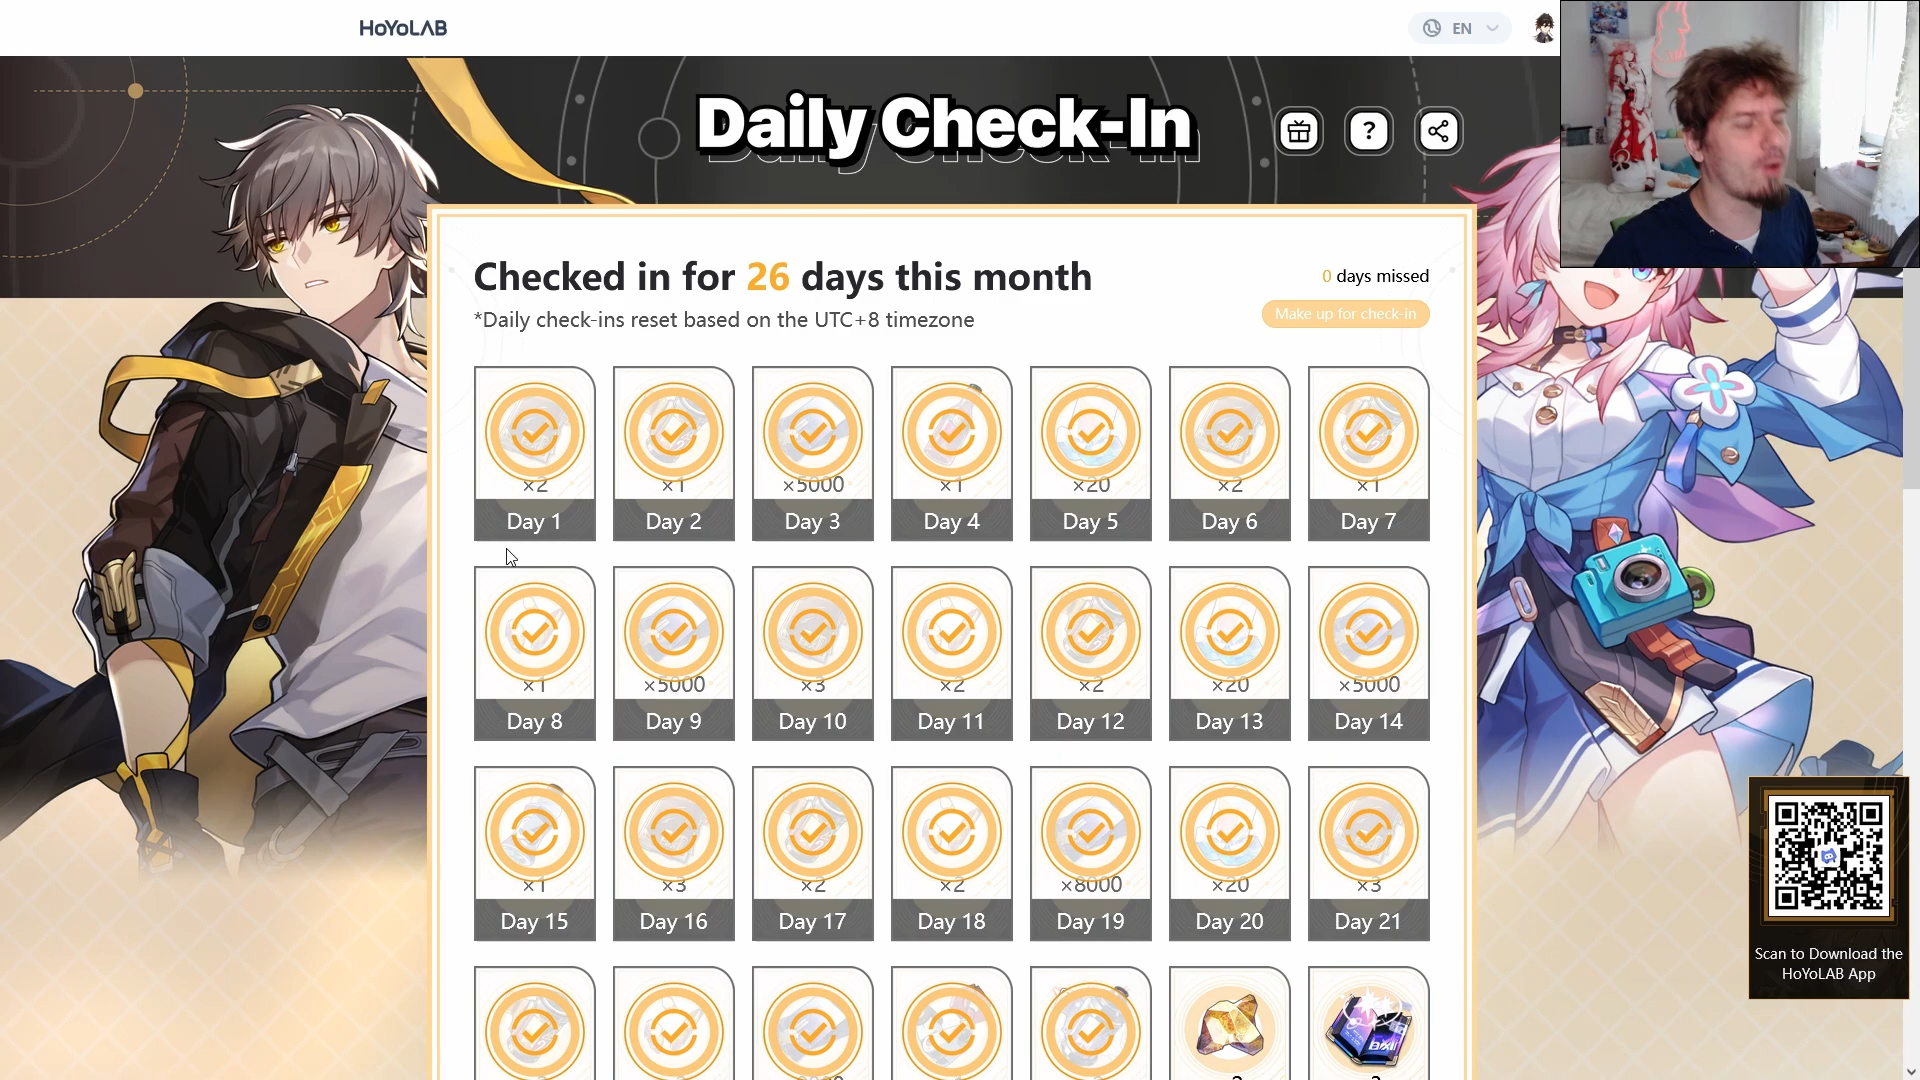 HoYoLAB
EN
Daily Check-In
?
Checked in for 26 days this month
0 days missed
*Daily check-ins reset based on the UTC+8 timezone
Make up for check-in
×2
×1
×5000
×1
×20
×2
×1
Day 1
Day 2
Day 3
Day 4
Day 5
Day 6
Day 7
×1
×5000
×3
×2
×2
×20
×5000
Day 8
Day 9
Day 10
Day 11
Day 12
Day 13
Day 14
×1
×3
×2
×2
×8000
×20
×3
Day 15
Day 16
Day 17
Day 18
Day 19
Day 20
Day 21
Scan to Download the
HoYoLAB App